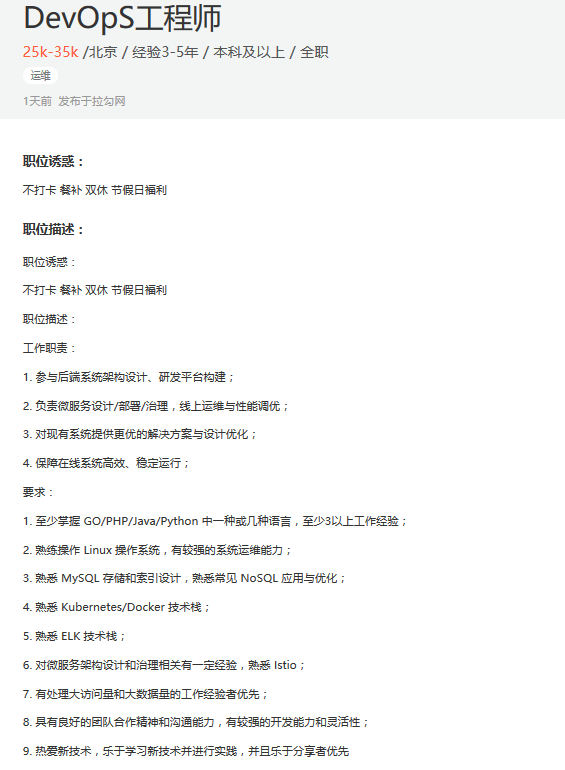 DevOpS工程师
25k-35k /北京 / 经验3-5年 / 本科及以上 / 全职
运维
1天前 发布于拉勾网
职位诱惑：
不打卡 餐补 双休 节假日福利
职位描述：
职位诱惑：
不打卡 餐补 双休 节假日福利
职位描述：
工作职责：
1. 参与后端系统架构设计、研发平台构建；
2. 负责微服务设计/部署/治理，线上运维与性能调优；
3. 对现有系统提供更优的解决方案与设计优化；
4. 保障在线系统高效、稳定运行；
要求：
1. 至少掌握 GO/PHP/Java/Python 中一种或几种语言，至少3以上工作经验；
2. 熟练操作 Linux 操作系统，有较强的系统运维能力；
3. 熟悉 MySQL 存储和索引设计，熟悉常见 NoSQL 应用与优化；
4. 熟悉 Kubernetes/Docker 技术栈；
5. 熟悉 ELK 技术栈；
6. 对微服务架构设计和治理相关有一定经验，熟悉 Istio；
7. 有处理大访问量和大数据量的工作经验者优先；
8. 具有良好的团队合作精神和沟通能力，有较强的开发能力和灵活性；
9. 热爱新技术，乐于学习新技术并进行实践，并且乐于分享者优先